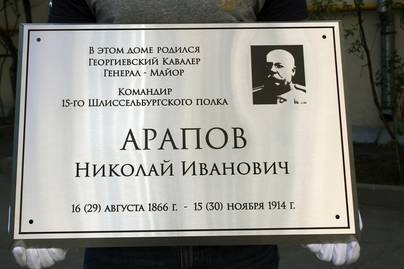 В этом доме родился
Георгиевский Кавалер
Генерал - Майор
Командир
15-го Шлиссельбургского полка
АРАПОВ
Николай Иванович
16 (29) августа 1866 г. - 15 (30) ноября 1914 г.